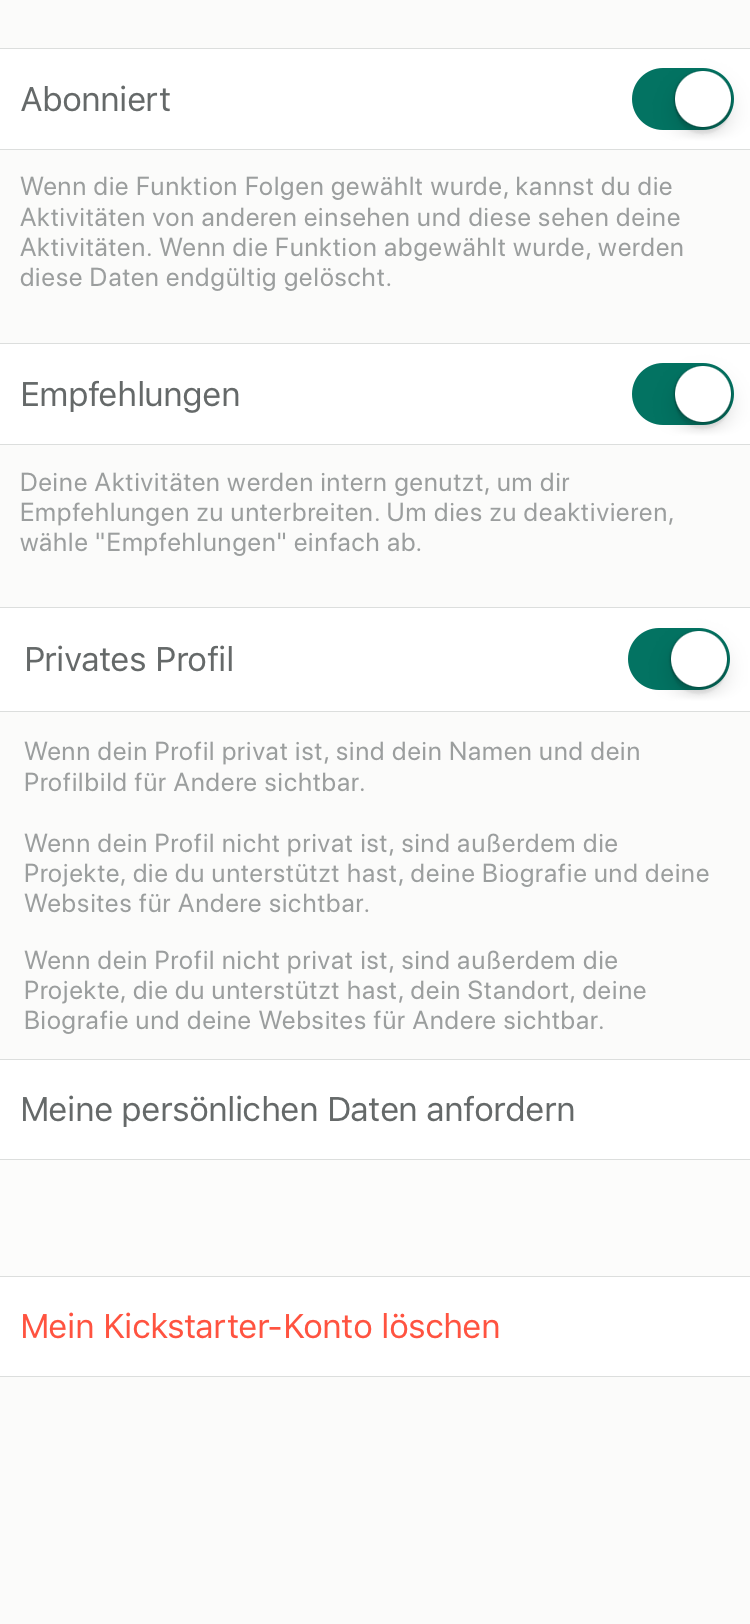 Abonniert
Wenn die Funktion Folgen gewählt wurde, kannst du die
Aktivitäten von anderen einsehen und diese sehen deine
Aktivitäten. Wenn die Funktion abgewählt wurde, werden
diese Daten endgültig gelöscht.
Empfehlungen
Deine Aktivitäten werden intern genutzt, um dir
Empfehlungen zu unterbreiten. Um dies zu deaktivieren,
wähle "Empfehlungen" einfach ab.
Privates Profil
Wenn dein Profil privat ist, sind dein Namen und dein
Profilbild für Andere sichtbar.
Wenn dein Profil nicht privat ist, sind außerdem die
Projekte, die du unterstützt hast, deine Biografie und deine
Websites für Andere sichtbar.
Wenn dein Profil nicht privat ist, sind außerdem die
Projekte, die du unterstützt hast, dein Standort, deine
Biografie und deine Websites für Andere sichtbar.
Meine persönlichen Daten anfordern
Mein Kickstarter-Konto löschen